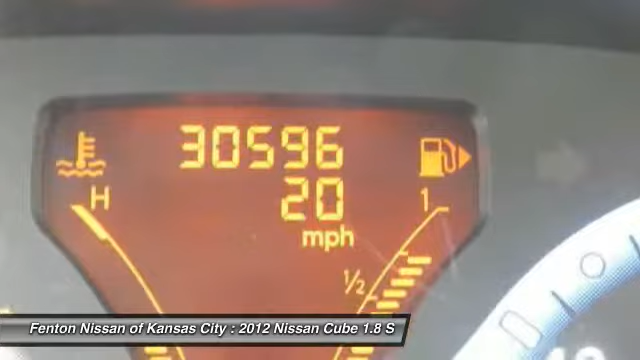 30596
20
H
1
mph
1/2
Fenton Nissan of Kansas City : 2012 Nissan Cube 1.8 S